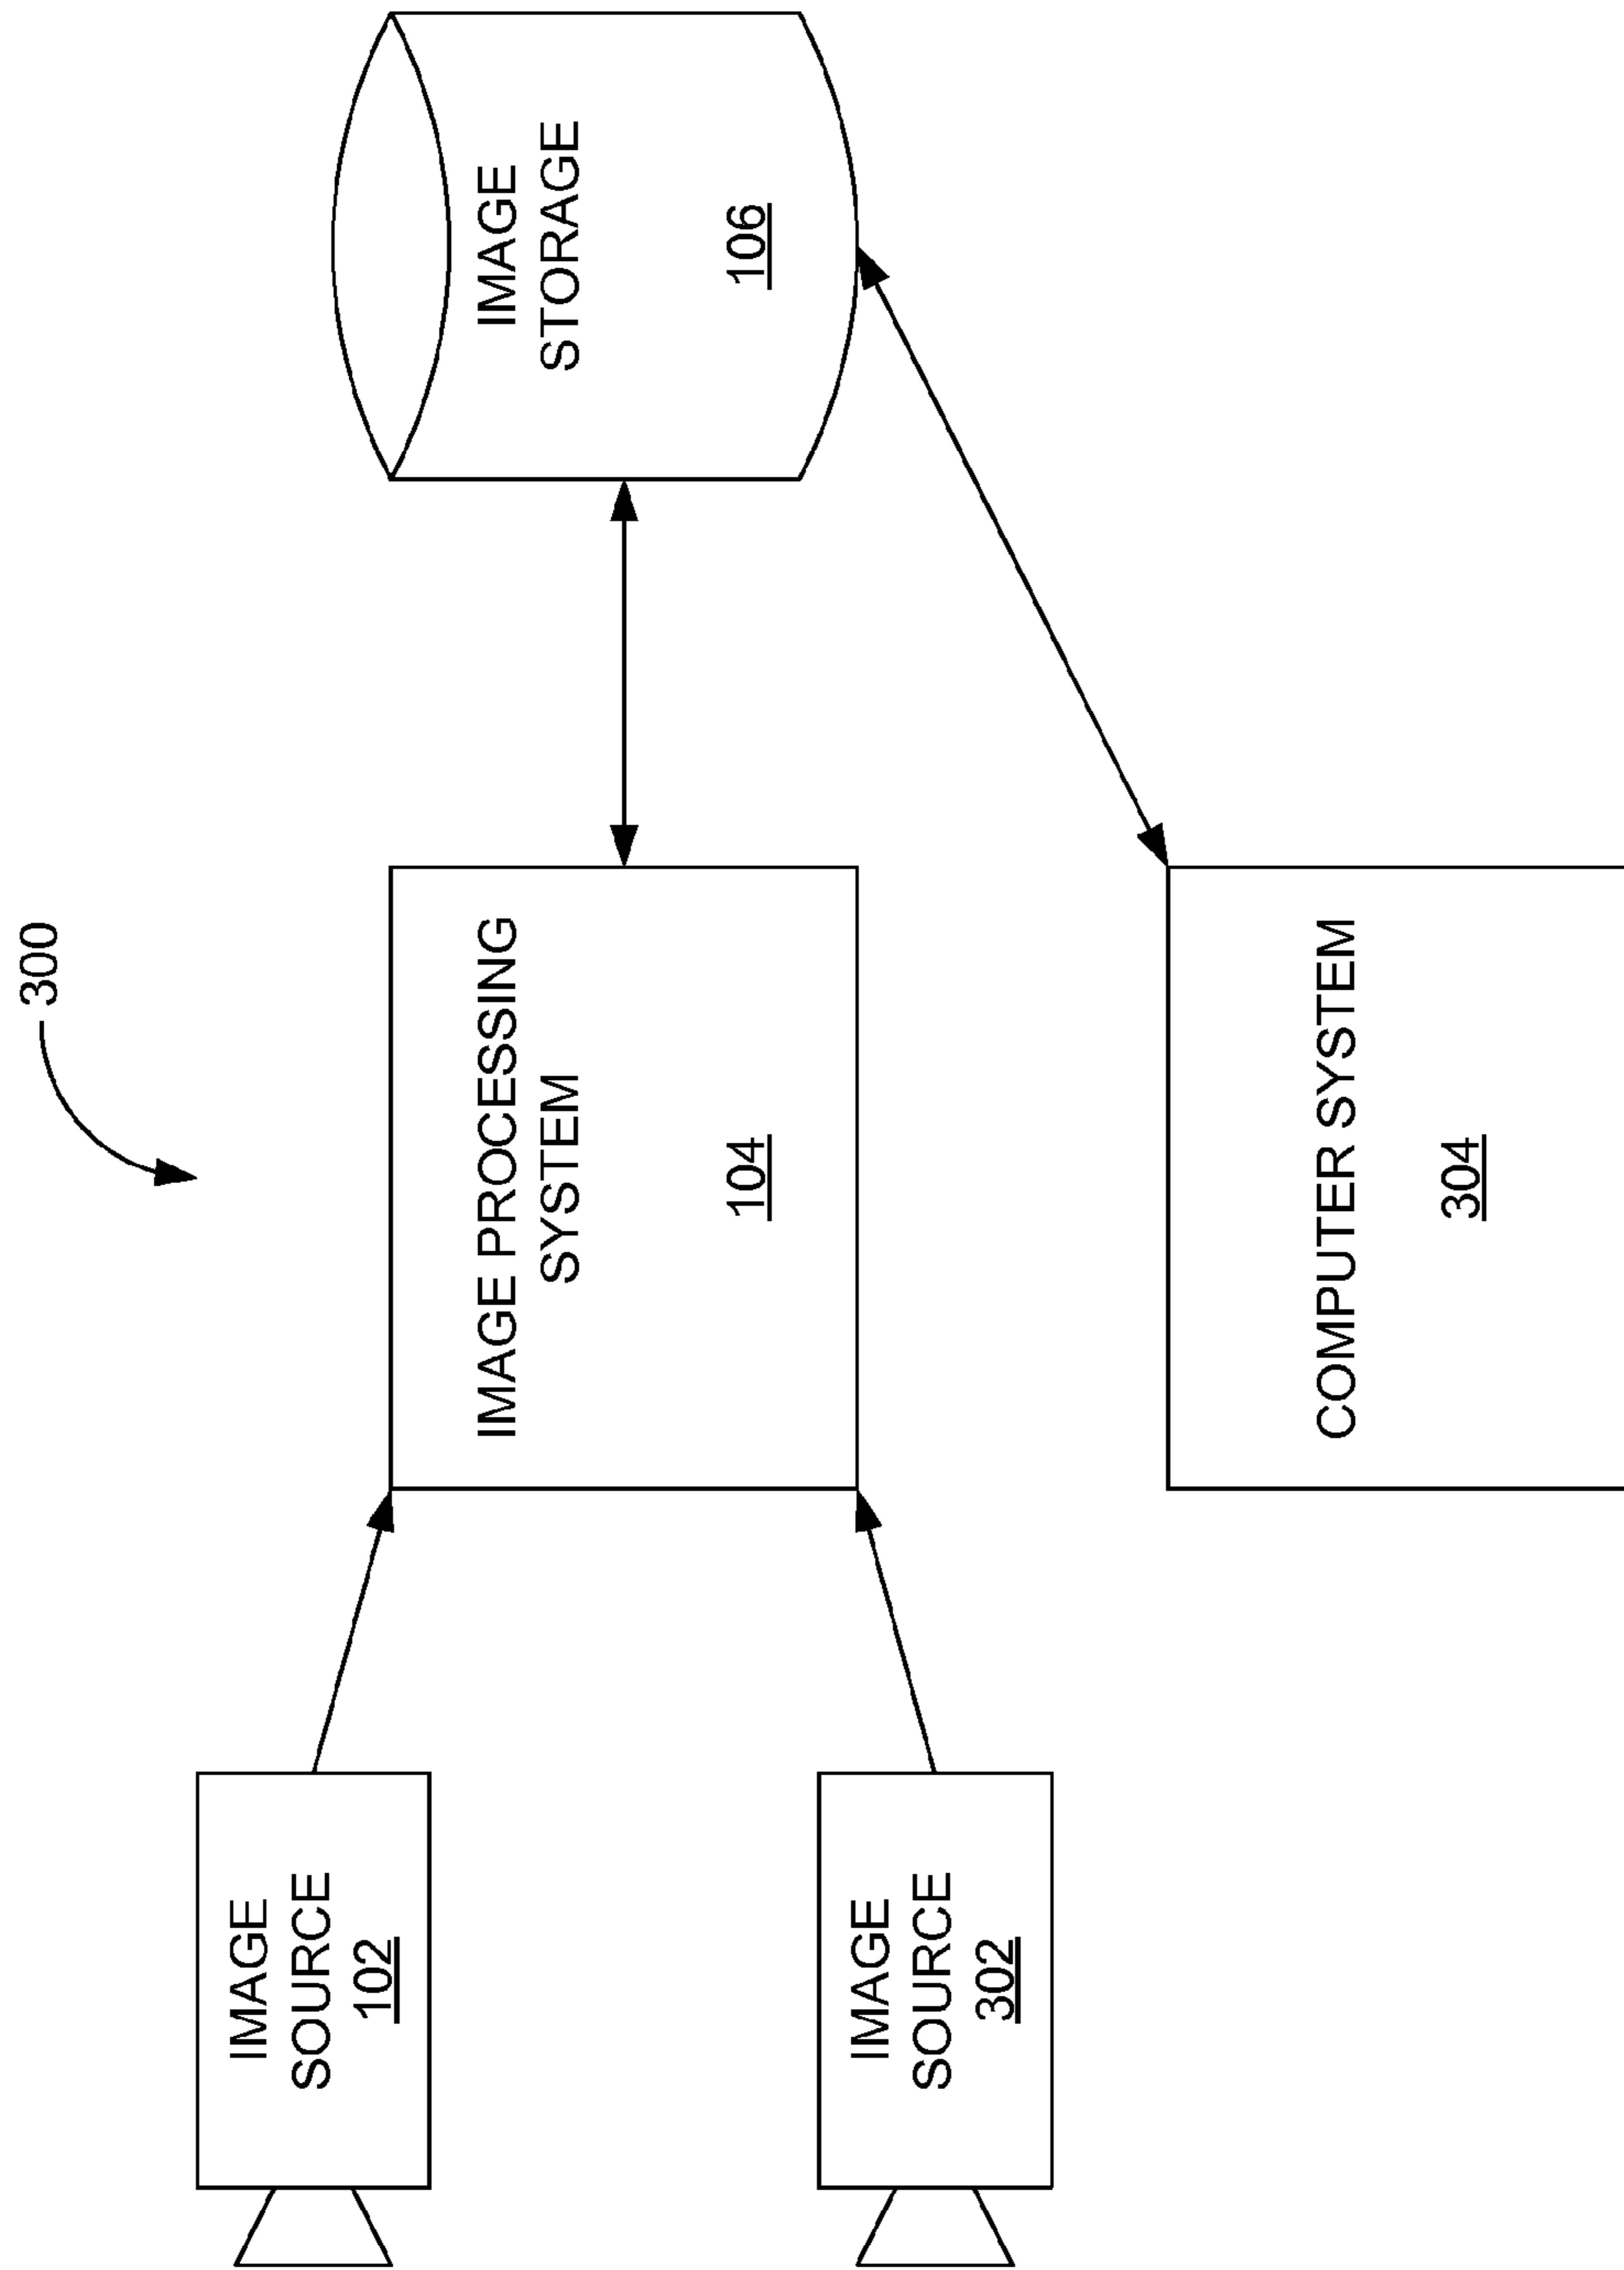 300
IMAGE
SOURCE
102
IMAGE PROCESSING
SYSTEM
104
IMAGE
STORAGE
106
IMAGE
SOURCE
302
COMPUTER SYSTEM
304